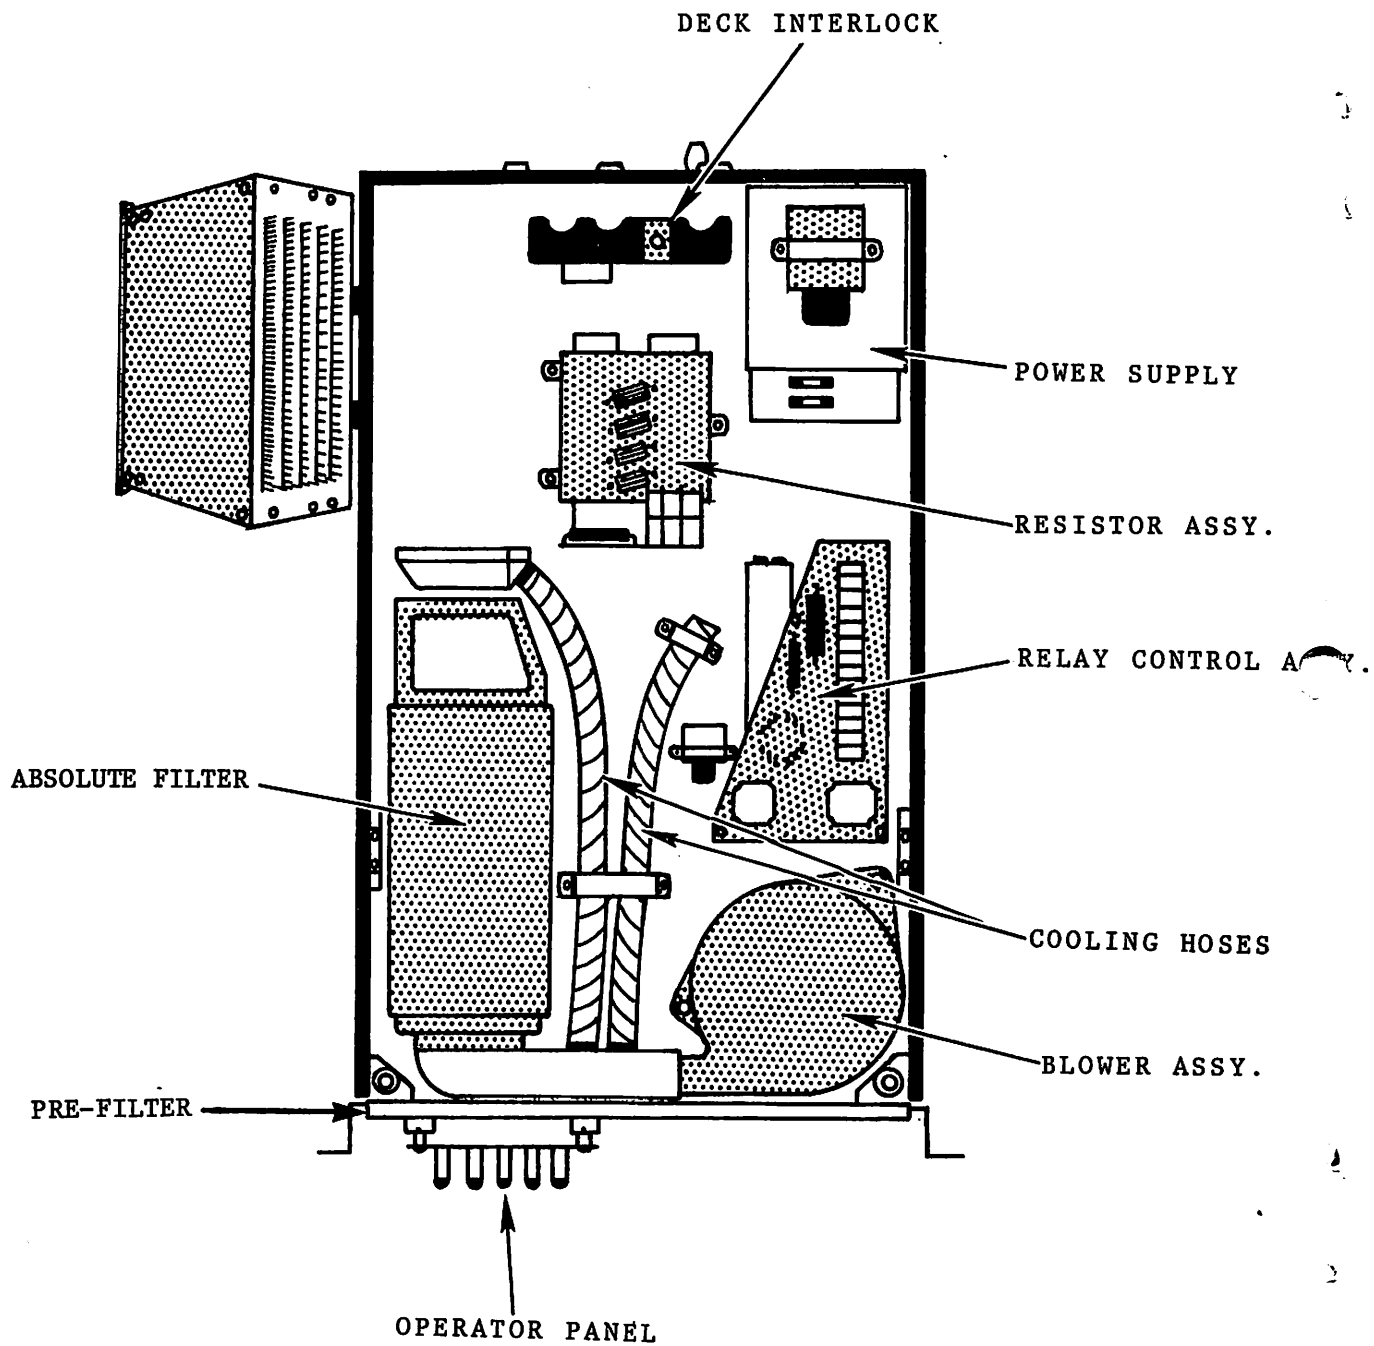 DECK INTERLOCK
POWER SUPPLY
RESISTOR ASSY.
RELAY CONTROL
ABSOLUTE FILTER
COOLING HOSES
BLOWER ASSY.
PRE-FILTER
OPERATOR PANEL